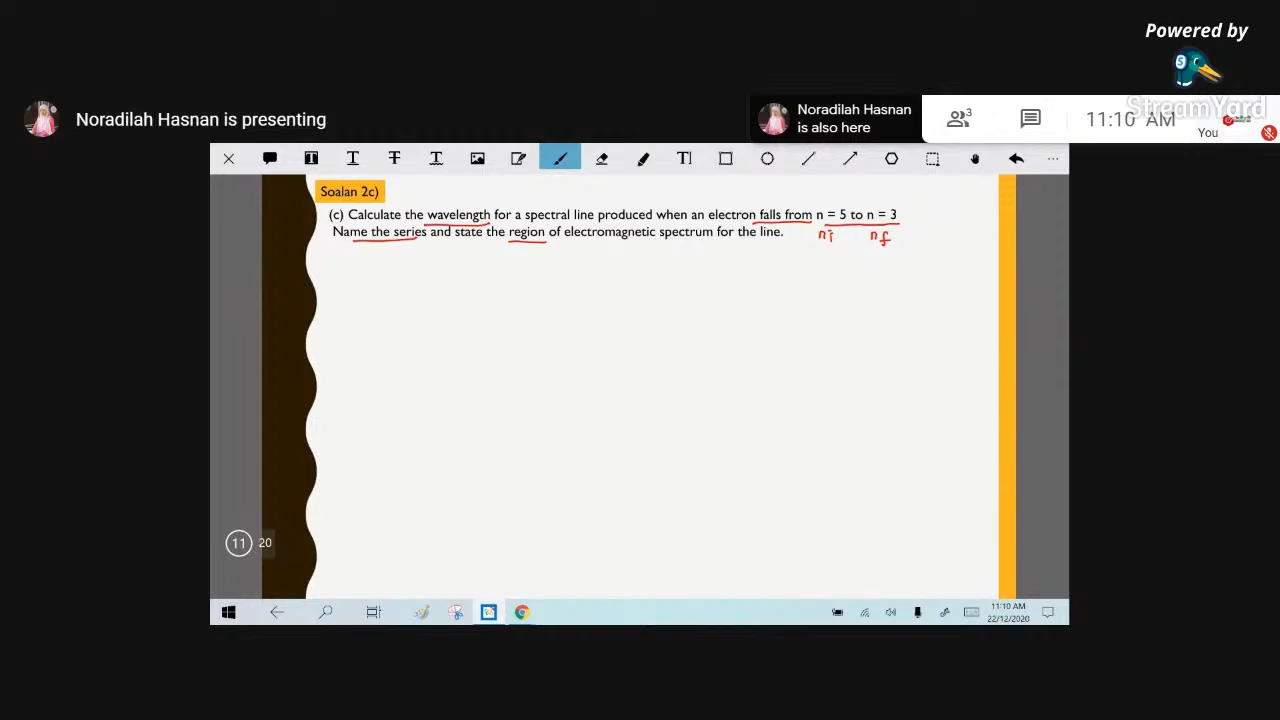 Powered by
StreamYard
Noradilah Hasnan is presenting
Noradilah Hasnan
is also here
3
11:10 AM
You
Soalan 2c)
(c) Calculate the wavelength for a spectral line produced when an electron falls from n = 5 to n = 3
Name the series and state the region of electromagnetic spectrum for the line.
ni nf
11 20
11:10 AM
22/12/2020